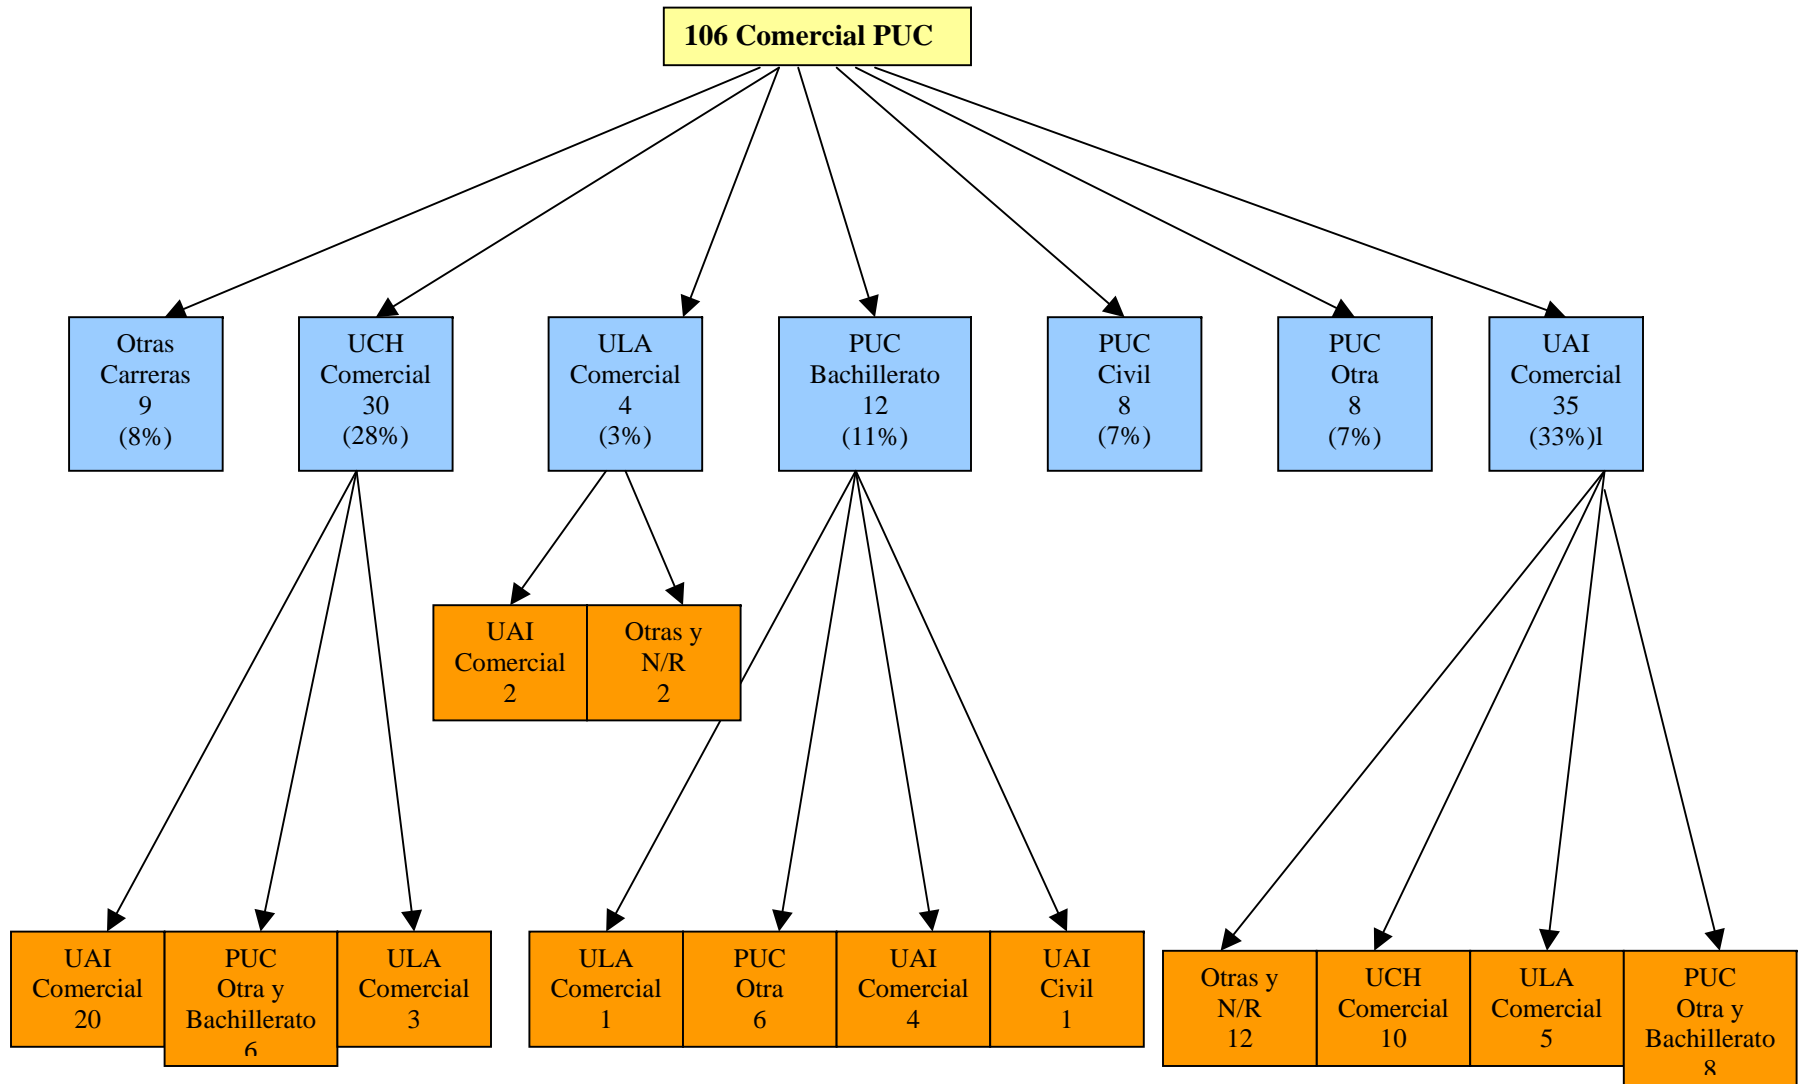 106 Comercial PUC
Otras
Carreras
9
(8%)
UCH
Comercial
30
(28%)
ULA
Comercial
4
(3%)
PUC
Bachillerato
12
(11%)
PUC
Civil
8
(7%)
PUC
Otra
8
(7%)
UAI
Comercial
35
(33%)l
UAI
Comercial
2
Otras y
N/R
2
UAI
Comercial
20
PUC
Otra y
Bachillerato
6
ULA
Comercial
3
ULA
Comercial
1
PUC
Otra
6
UAI
Comercial
4
UAI
Civil
1
Otras y
N/R
12
UCH
Comercial
10
ULA
Comercial
5
PUC
Otra y
Bachillerato
8